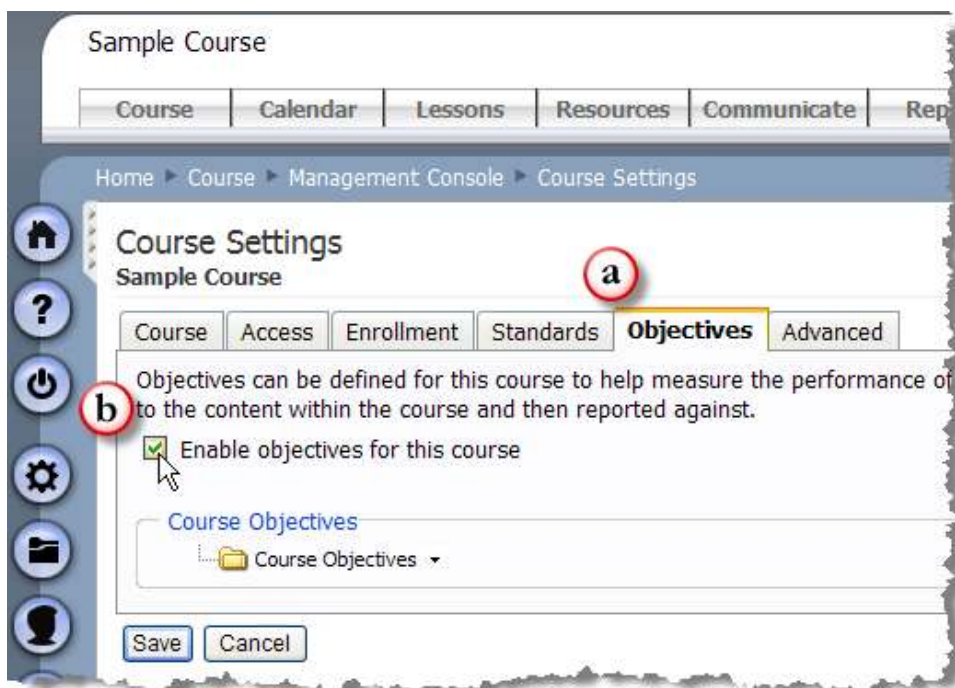 Sample Course
Course Calendar Lessons Resources Communicate Rep
Home Course Management Console Course Settings
Course Settings
Sample Course
a
?
Course Access Enrollment Standards Objectives Advanced
Objectives can be defined for this course to help measure the performance of
b
to the content within the course and then reported against.
Enable objectives for this course
Course Objectives
Course Objectives
Save Cancel